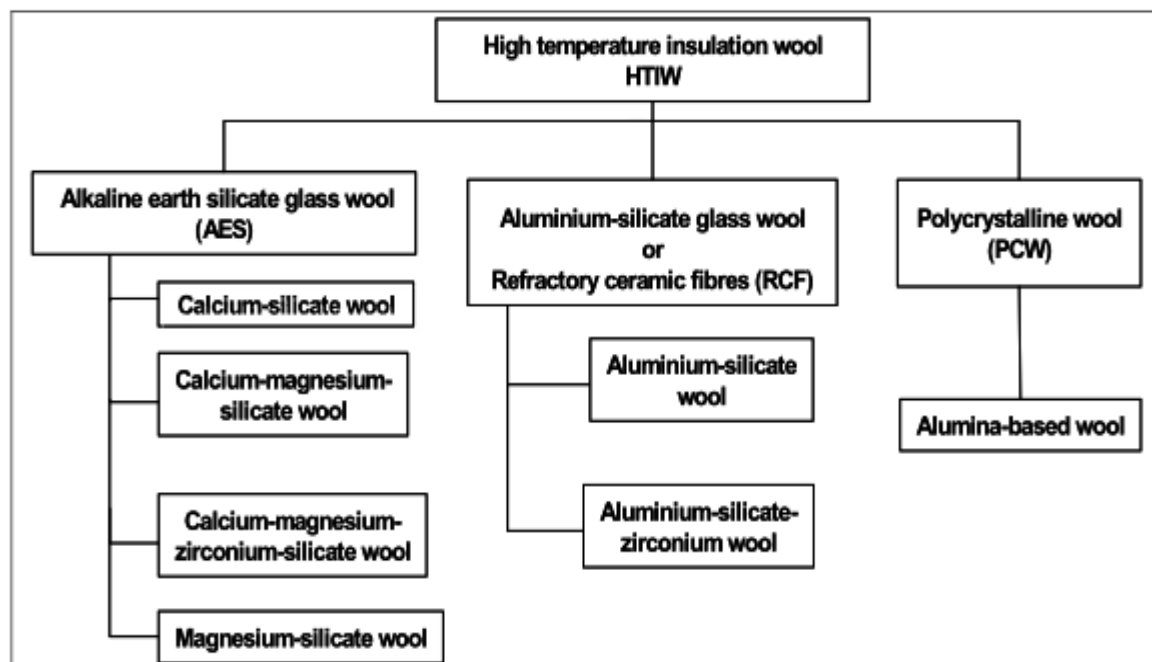 High temperature insulation wool
HTIW
Alkaline earth silicate glass wool
(AES)
Calcium-silicate wool
Calcium-magnesium-
silicate wool
Calcium-magnesium-
zirconium-silicate wool
Magnesium-silicate wool
Aluminium-silicate glass wool
or
Refractory ceramic fibres (RCF)
Aluminium-silicate
wool
Aluminium-silicate-
zirconium wool
Polycrystalline wool
(PCW)
Alumina-based wool